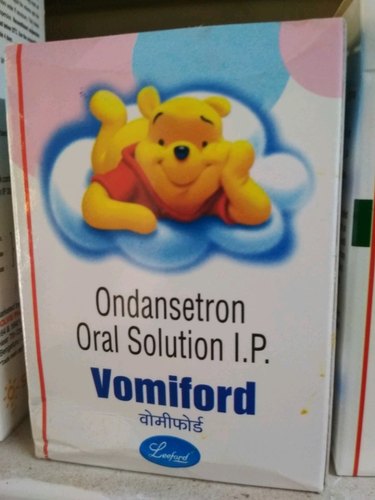 Ondansetron
Oral Solution I.P.
Vomiford
वोमीफोर्ड
Leeford